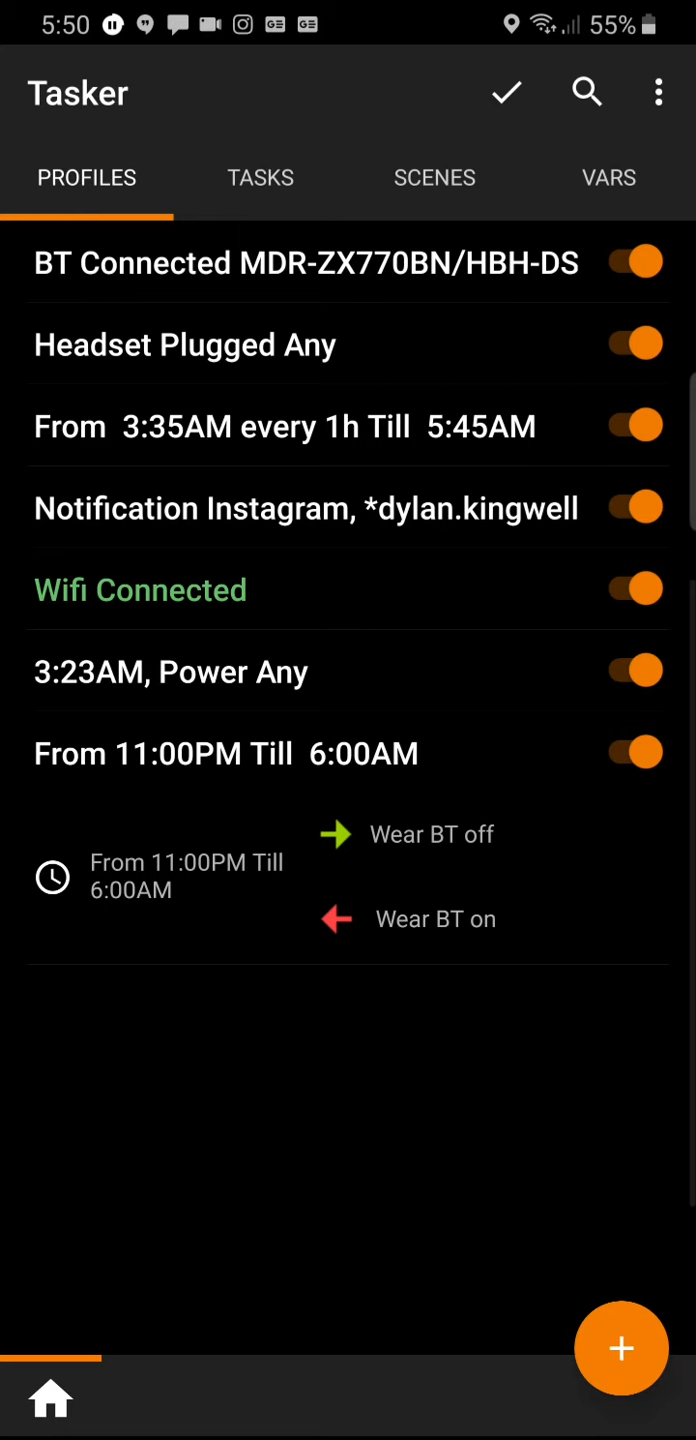 5:50 55%
Tasker
PROFILES TASKS SCENES VARS
BT Connected MDR-ZX770BN/HBH-DS
Headset Plugged Any
From 3:35AM every 1h Till 5:45AM
Notification Instagram, *dylan.kingwell
Wifi Connected
3:23AM, Power Any
From 11:00PM Till 6:00AM
From 11:00PM Till
6:00AM
Wear BT off
Wear BT on